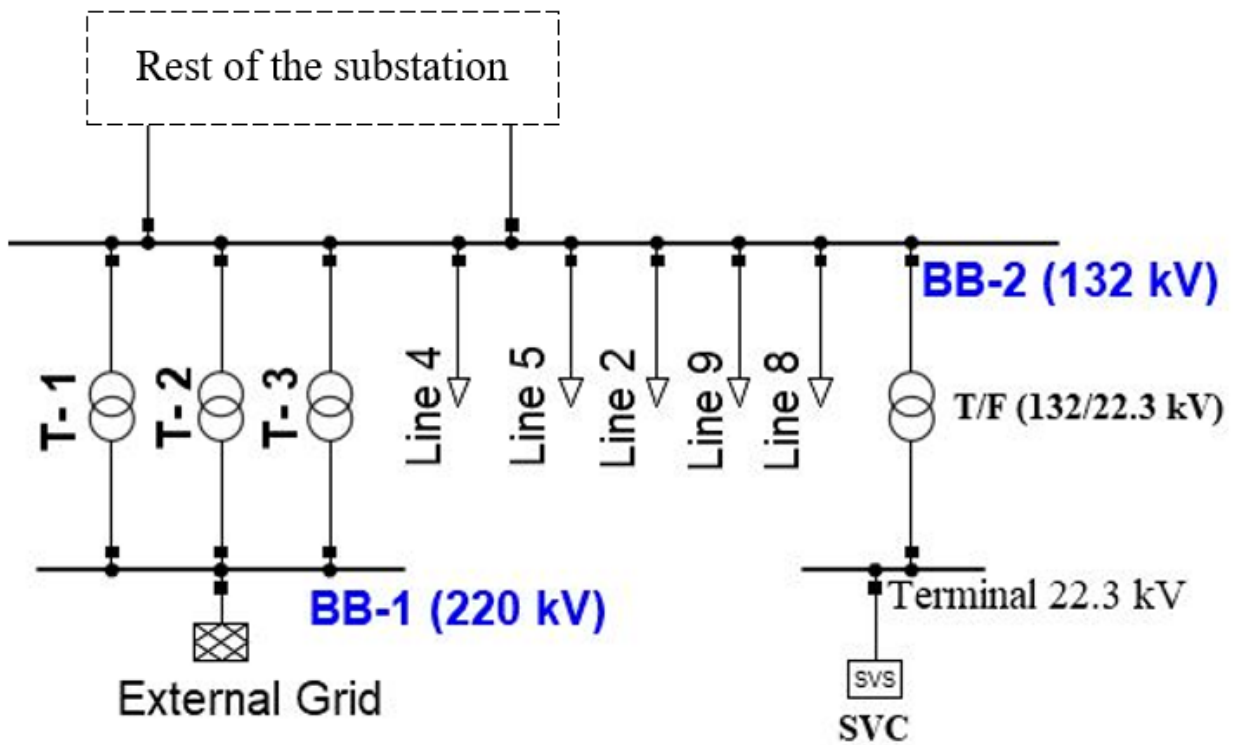 Rest of the substation
BB-2 (132 kV)
T- 1
T- 2
T- 3
Line 4
Line 5
Line 2
Line 9
Line 8
T/F (132/22.3 kV)
BB-1 (220 kV)
Terminal 22.3 kV
External Grid
SVS
SVC